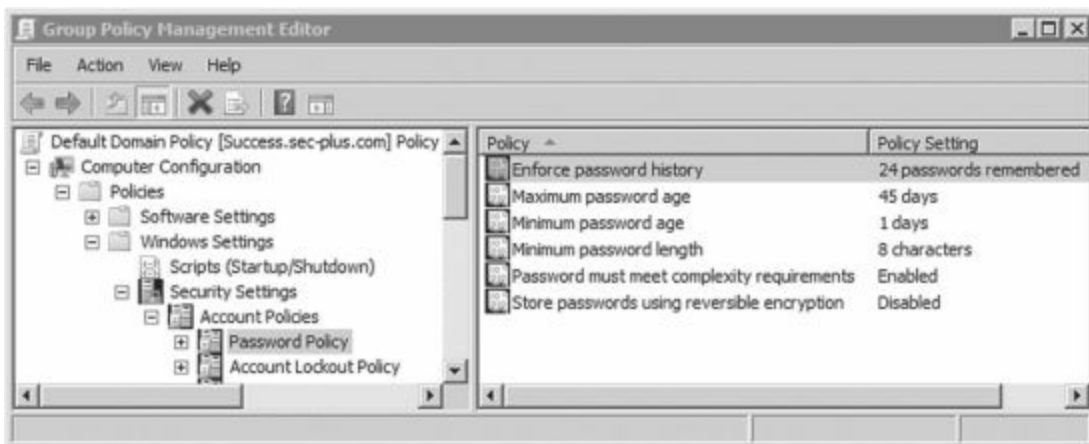 Group Policy Management Editor
File Action View Help
Default Domain Policy [Success.sec-plus.com] Policy
Computer Configuration
Policies
Software Settings
Windows Settings
Scripts (Startup/Shutdown)
Security Settings
Account Policies
Password Policy
Account Lockout Policy
Policy Policy Setting
Enforce password history 24 passwords remembered
Maximum password age 45 days
Minimum password age 1 days
Minimum password length 8 characters
Password must meet complexity requirements Enabled
Store passwords using reversible encryption Disabled